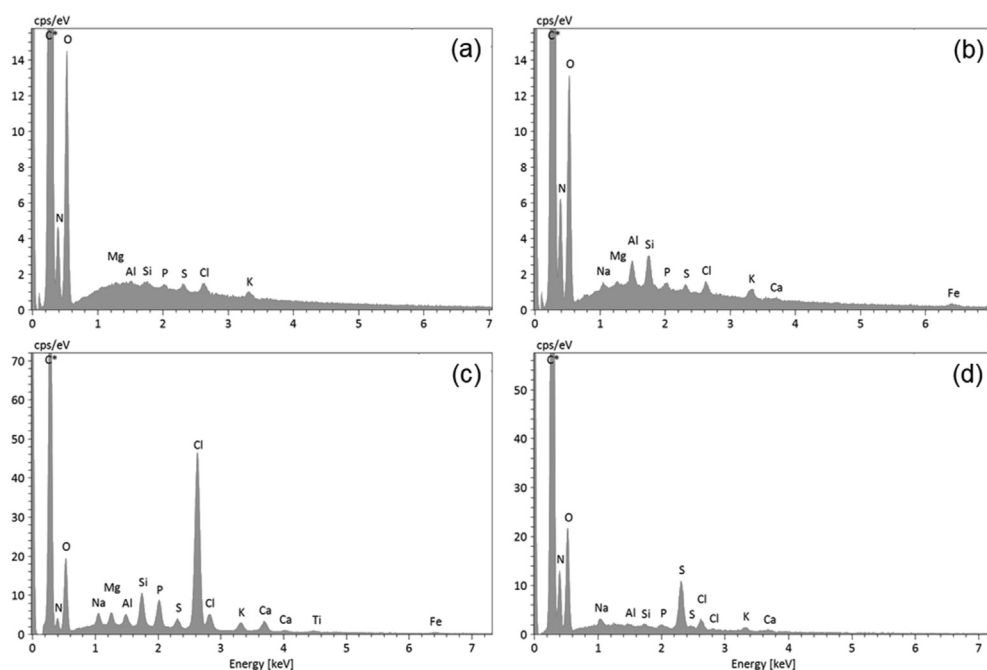 cps/eV
(a)
C* O
14
12
10
8
6
4
2
0
N Mg Al Si P S Cl K
0 1 2 3 4 5 6 7
cps/eV
(b)
C* O
14
12
10
8
6
4
2
0
N Na Mg Al Si P S Cl K Ca Fe
0 1 2 3 4 5 6
cps/eV
(c)
C*
70
60
50
40
30
20
10
0
N O Na Mg Al Si P S Cl Cl K Ca Ca Ti Fe
0 1 2 3 4 5 6 7
Energy [keV]
cps/eV
(d)
C*
50
40
30
20
10
0
N O Na Al Si P S S Cl Cl K Ca
0 1 2 3 4 5 6 7
Energy [keV]